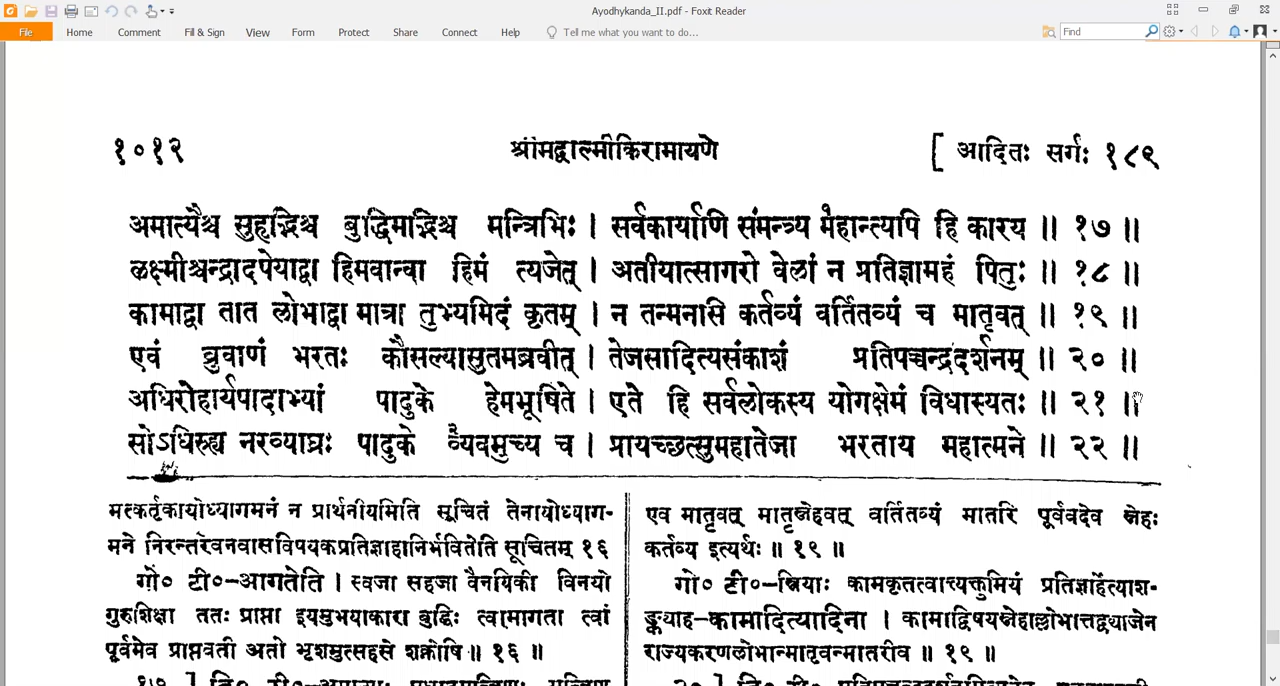 Ayodhykanda_II.pdf - Foxit Reader
File Home Comment Fill & Sign View Form Protect Share Connect Help Tell me what you want to do... Find
१०१२ श्रीमद्वाल्मीकिरामायणे [ आदितः सर्गः १८९
अमात्यैश्च सुहृद्भिश्च बुद्धिमद्भिश्च मन्त्रिभिः । सर्वकार्याणि संमन्त्र्य महान्त्यपि हि कारय ॥ १७ ॥
लक्ष्मीश्चन्द्रादपेयाद्वा हिमवान्वा हिमं त्यजेत् । अतीयात्सागरो वेलां न प्रतिज्ञामहं पितुः ॥ १८ ॥
कामाद्वा तात लोभाद्वा मात्रा तुभ्यमिदं कृतम् । न तन्मनसि कर्तव्यं वर्तितव्यं च मातृवत् ॥ १९ ॥
एवं ब्रुवाणं भरतः कौसल्यासुतमब्रवीत् । तेजसादित्यसंकाशं प्रतिपच्चन्द्रदर्शनम् ॥ २० ॥
अधिरोहार्यपादाभ्यां पादुके हेमभूषिते । एते हि सर्वलोकस्य योगक्षेमं विधास्यतः ॥ २१ ॥
सोऽधिरुह्य नरव्याघ्रः पादुके व्यवमुच्य च । प्रायच्छत्सुमहातेजा भरताय महात्मने ॥ २२ ॥
मत्कर्तृकायोध्यागमनं न प्रार्थनीयमिति सूचितं तेनायोध्याग-
मने निरन्तरवनवासविषयकप्रतिज्ञाहानिर्भवितेति सूचितम् १६
गो० टी०-आगतेति । स्वजा सहजा वैनयिकी विनयो
गुरुशिक्षा ततः प्राप्ता इयमुभयाकारा बुद्धिः त्वामागता त्वां
पूर्वमेव प्राप्तवती अतो भृशमुत्सहसे शक्नोषि ॥ १६ ॥
एव मातृवत् मातृस्नेहवत् वर्तितव्यं मातरि पूर्ववदेव स्नेहः
कर्तव्य इत्यर्थः ॥ १९ ॥
गो० टी०-स्त्रियाः कामकृतत्वात्त्यक्तुमियं प्रतिज्ञार्हेत्याश-
ङ्क्याह-कामादित्यादिना । कामाद्विषयस्नेहाल्लोभात्तद्व्याजेन
राज्यकरणलोभान्मातृवन्मातरीव ॥ १९ ॥